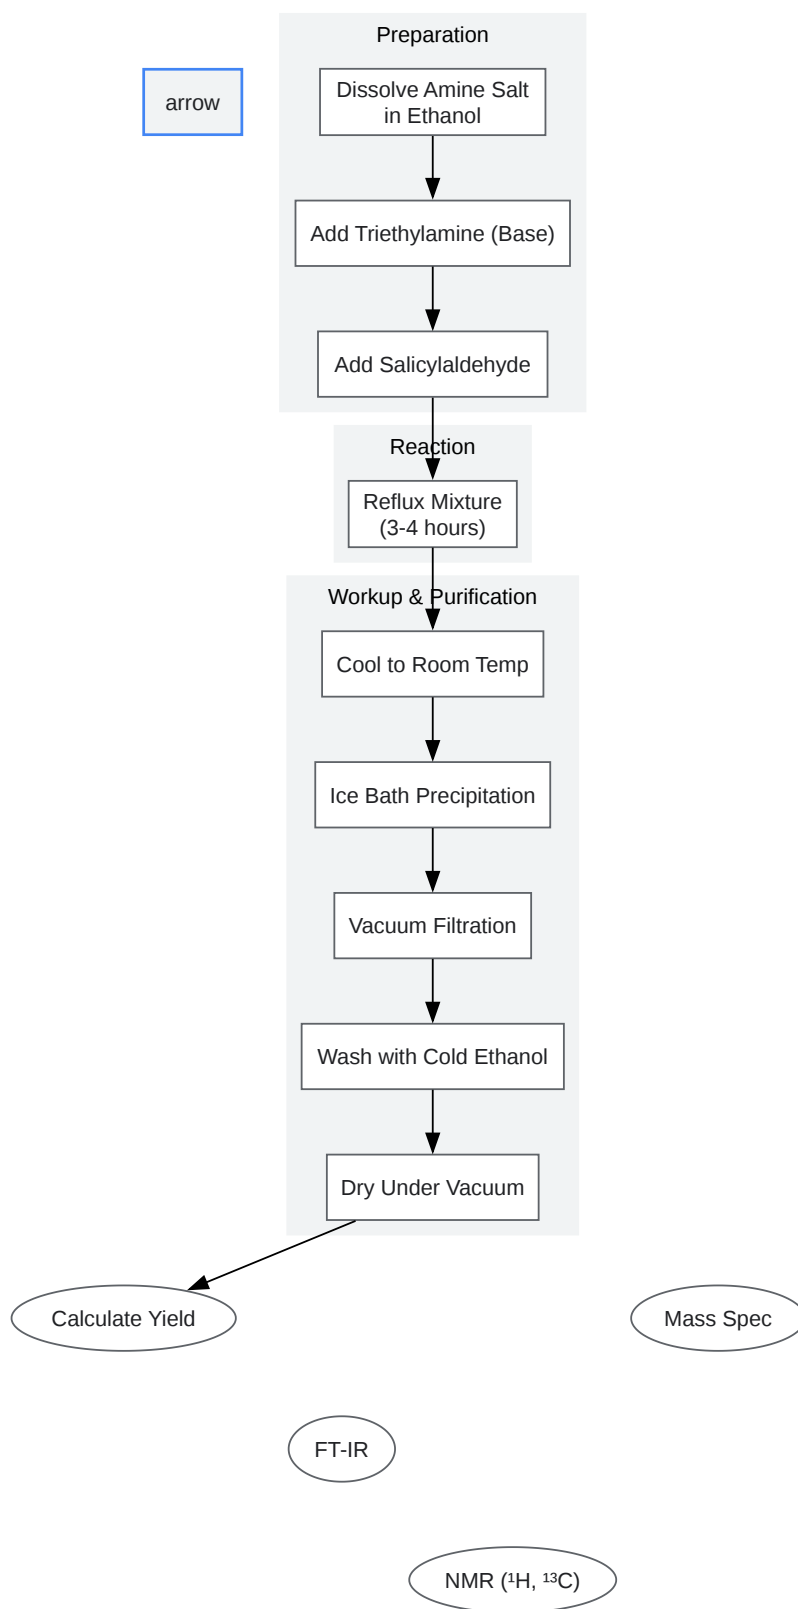 Preparation
arrow
Dissolve Amine Salt
in Ethanol
Add Triethylamine (Base)
Add Salicylaldehyde
Reaction
Reflux Mixture
(3-4 hours)
Workup & Purification
Cool to Room Temp
Ice Bath Precipitation
Vacuum Filtration
Wash with Cold Ethanol
Dry Under Vacuum
Calculate Yield
Mass Spec
FT-IR
NMR (¹H, ¹³C)